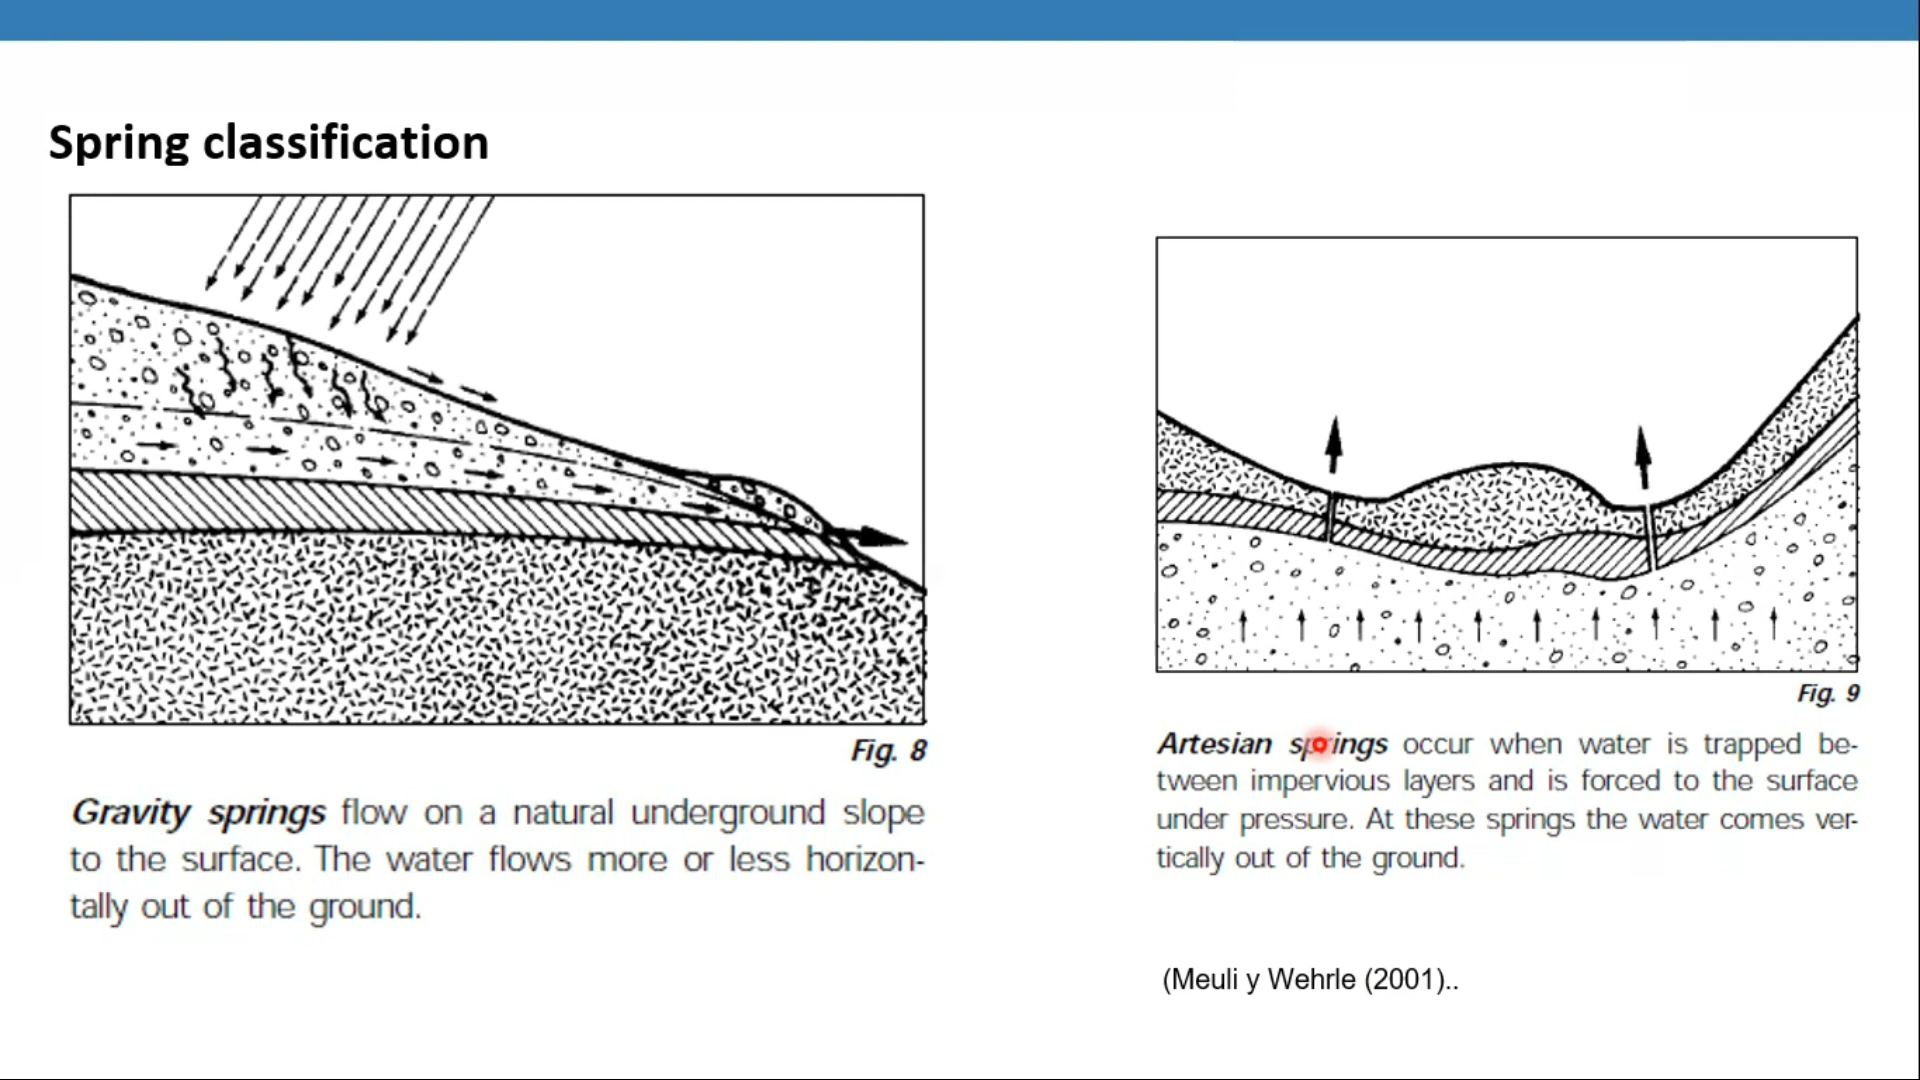 Spring classification
Fig. 8
Gravity springs flow on a natural underground slope
to the surface. The water flows more or less horizon-
tally out of the ground.
Fig. 9
Artesian springs occur when water is trapped be-
tween impervious layers and is forced to the surface
under pressure. At these springs the water comes ver-
tically out of the ground.
(Meuli y Wehrle (2001)..